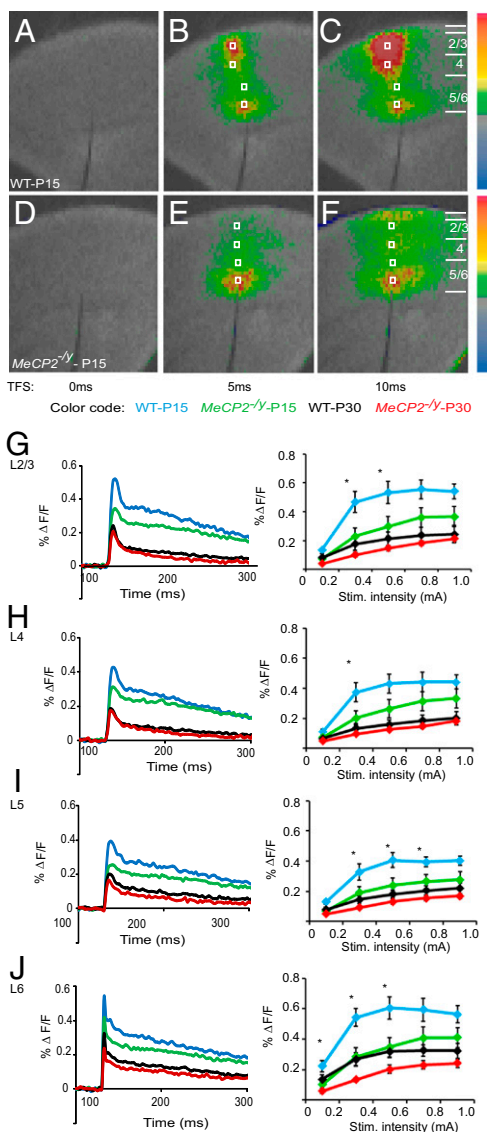 A
B
C
2/3
4
5/6
WT-P15
D
E
F
2/3
4
5/6
MeCP2-/y- P15
TFS: 0ms 5ms 10ms
Color code: WT-P15 MeCP2-/y-P15 WT-P30 MeCP2-/y-P30
G
L2/3
% ΔF/F
0.6
0.4
0.2
0
100 200 300
Time (ms)
% ΔF/F
0.8
0.6
0.4
0.2
* *
0 0.2 0.4 0.6 0.8 1.0
Stim. intensity (mA)
H
L4
% ΔF/F
0.6
0.4
0.2
0
100 200 300
Time (ms)
% ΔF/F
0.8
0.6
0.4
0.2
*
0 0.2 0.4 0.6 0.8 1.0
Stim. intensity (mA)
I
L5
% ΔF/F
0.6
0.4
0.2
0
100 200 300
Time (ms)
% ΔF/F
0.8
0.6
0.4
0.2
* * *
0 0.2 0.4 0.6 0.8 1.0
Stim. intensity (mA)
J
L6
% ΔF/F
0.6
0.4
0.2
0
100 200 300
Time (ms)
% ΔF/F
0.8
0.6
0.4
0.2
* * *
0 0.2 0.4 0.6 0.8 1.0
Stim. intensity (mA)